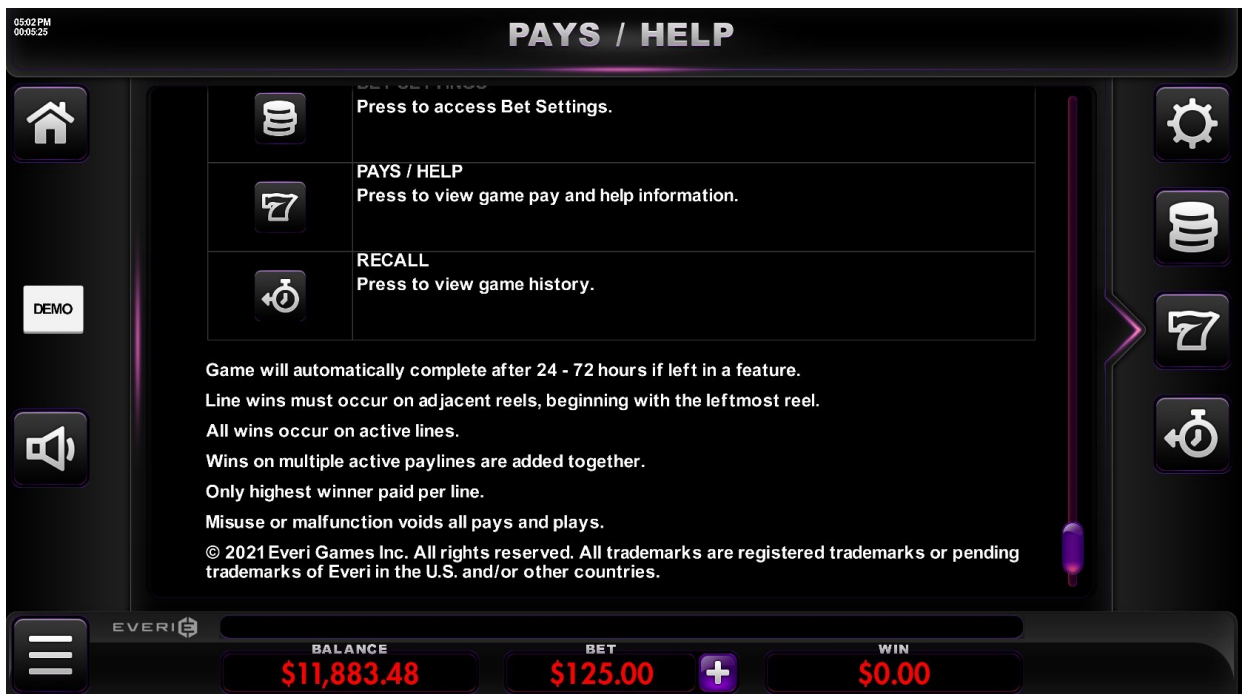 05:02 PM
00:05:25
PAYS / HELP
BET SETTINGS
Press to access Bet Settings.
PAYS / HELP
Press to view game pay and help information.
RECALL
Press to view game history.
DEMO
Game will automatically complete after 24 - 72 hours if left in a feature.
Line wins must occur on adjacent reels, beginning with the leftmost reel.
All wins occur on active lines.
Wins on multiple active paylines are added together.
Only highest winner paid per line.
Misuse or malfunction voids all pays and plays.
© 2021 Everi Games Inc. All rights reserved. All trademarks are registered trademarks or pending
trademarks of Everi in the U.S. and/or other countries.
EVERI
BALANCE
$11,883.48
BET
$125.00
WIN
$0.00